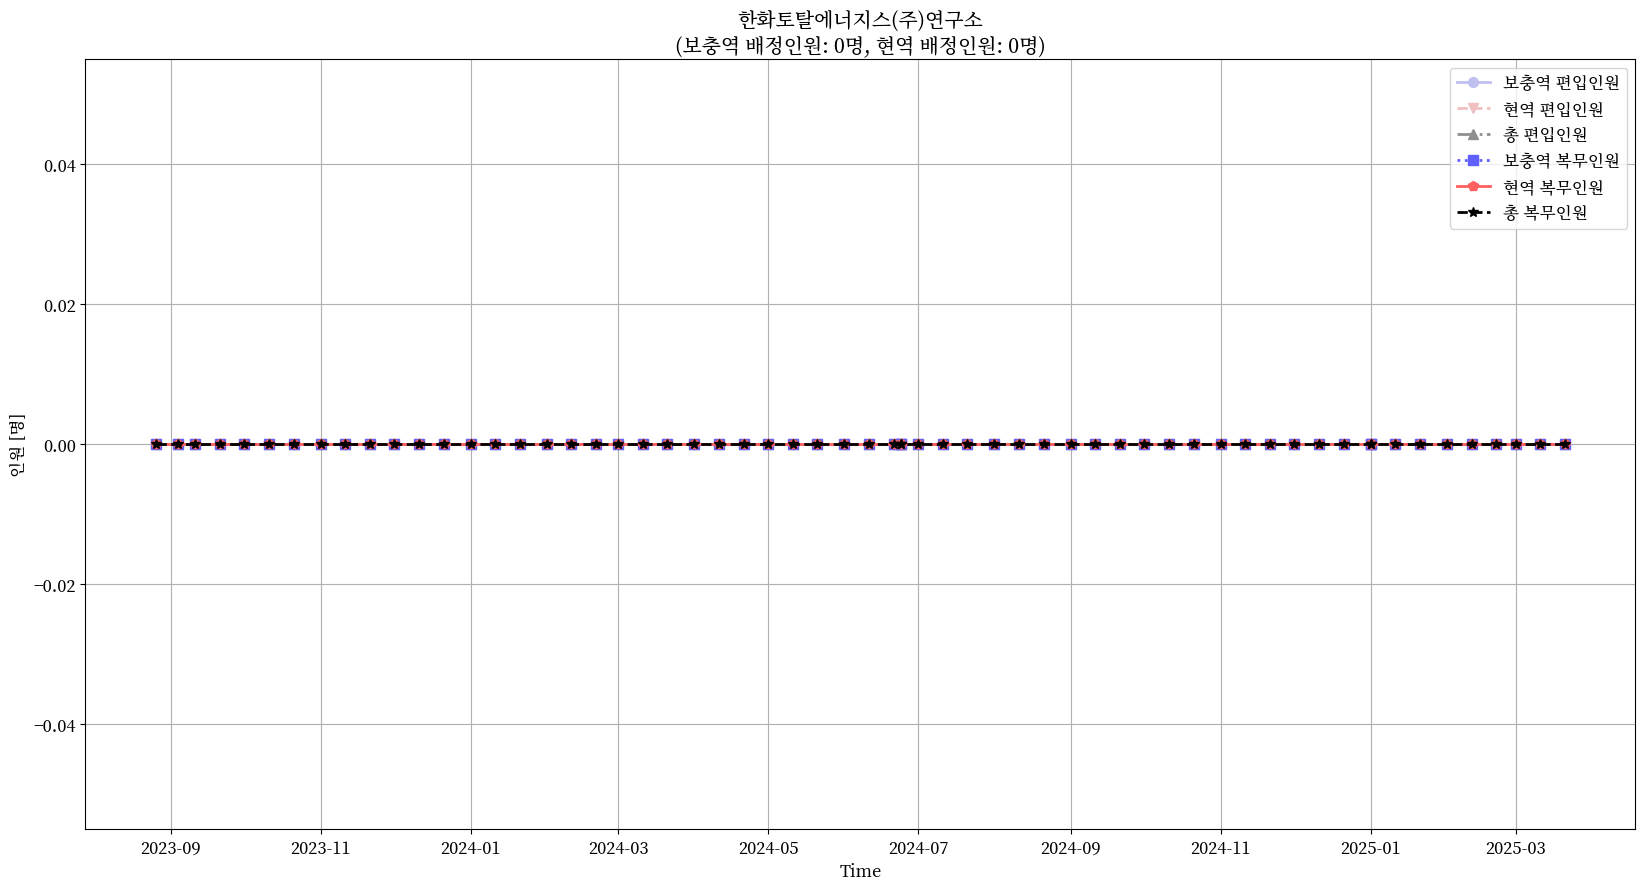 한화토탈에너지스(주)연구소
(보충역 배정인원: 0명, 현역 배정인원: 0명)
보충역 편입인원
현역 편입인원
총 편입인원
보충역 복무인원
현역 복무인원
총 복무인원
인원 [명]
0.04
0.02
0.00
−0.02
−0.04
2023-09 2023-11 2024-01 2024-03 2024-05 2024-07 2024-09 2024-11 2025-01 2025-03
Time